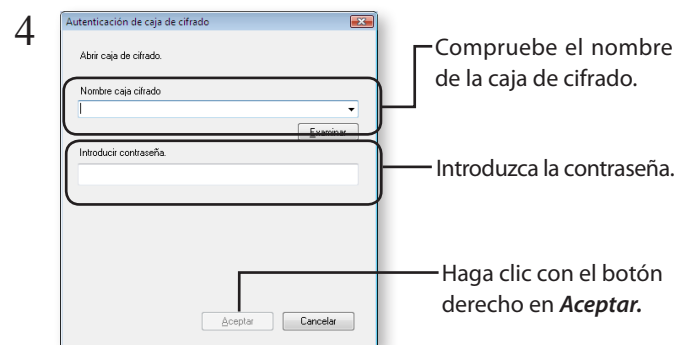 4
Autenticación de caja de cifrado
Abrir caja de cifrado.
Nombre caja cifrado
Examinar
Introducir contraseña.
Aceptar
Cancelar
Compruebe el nombre
de la caja de cifrado.
Introduzca la contraseña.
Haga clic con el botón
derecho en Aceptar.